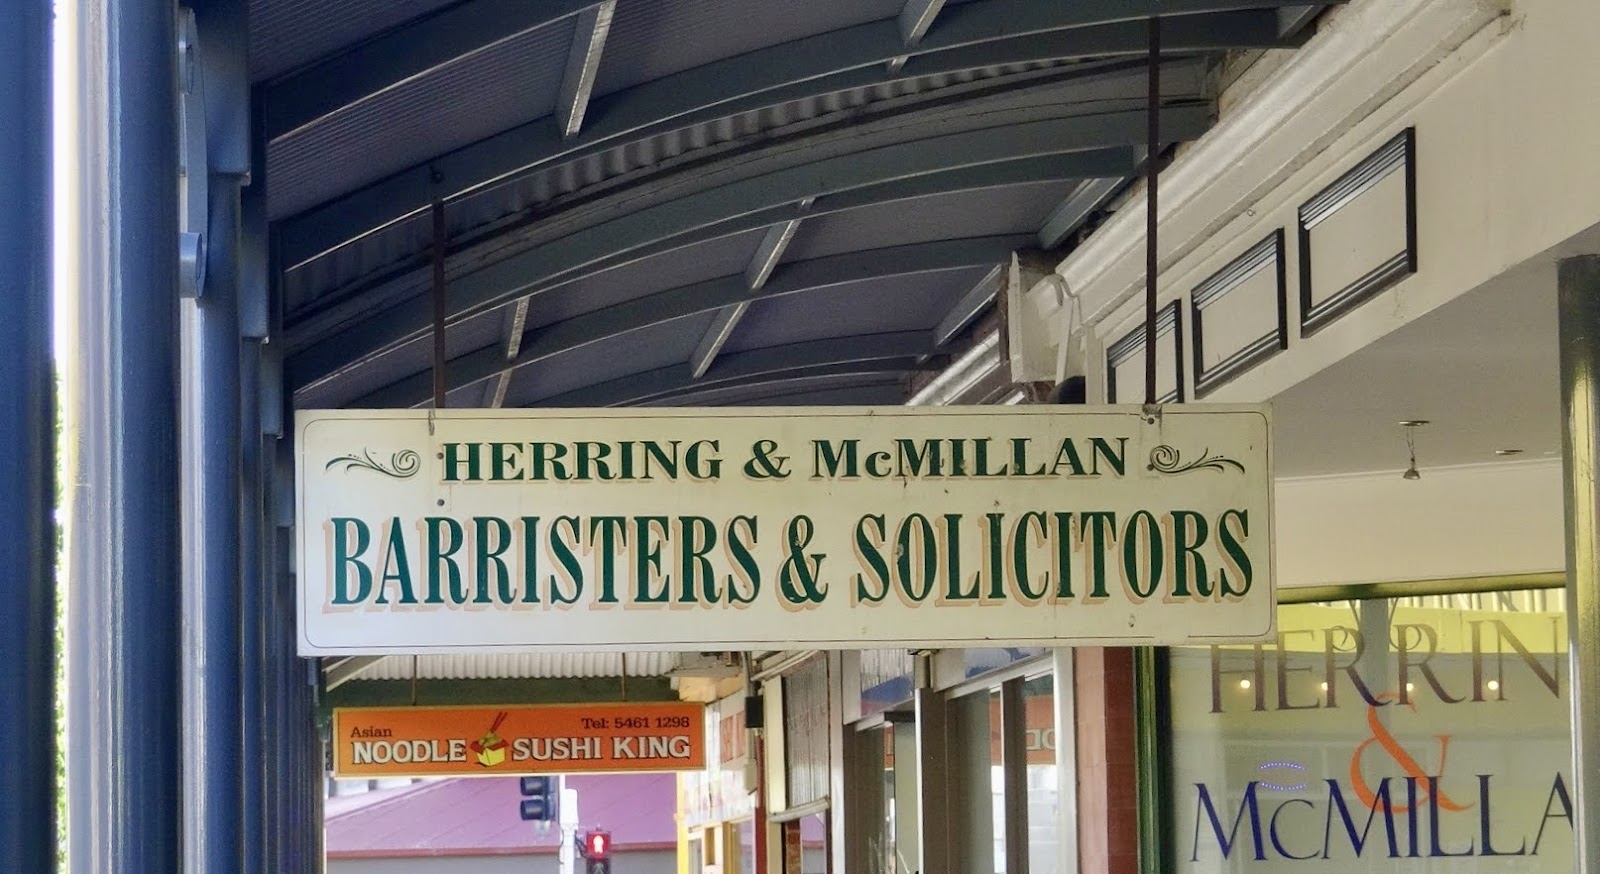 HERRING & McMILLAN
BARRISTERS & SOLICITORS
Asian
NOODLE SUSHI KING
Tel: 5461 1298
HERRIN
&
McMILLA